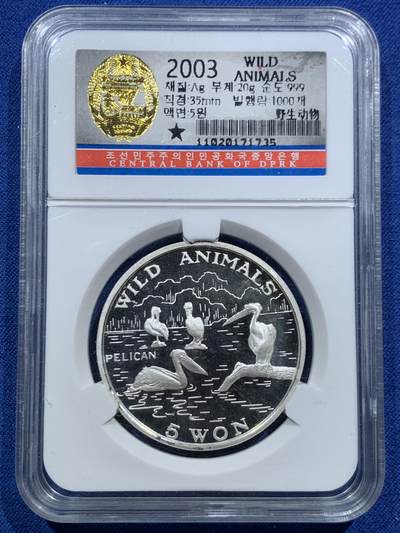 2003 WILD
ANIMALS
재질:Ag 무게:20g 순도:999
직경:35mm 발행량:1000개
액면:5원 野生动物
11020171735
조선민주주의인민공화국중앙은행
CENTRAL BANK OF DPRK
WILD ANIMALS
PELICAN
5 WON